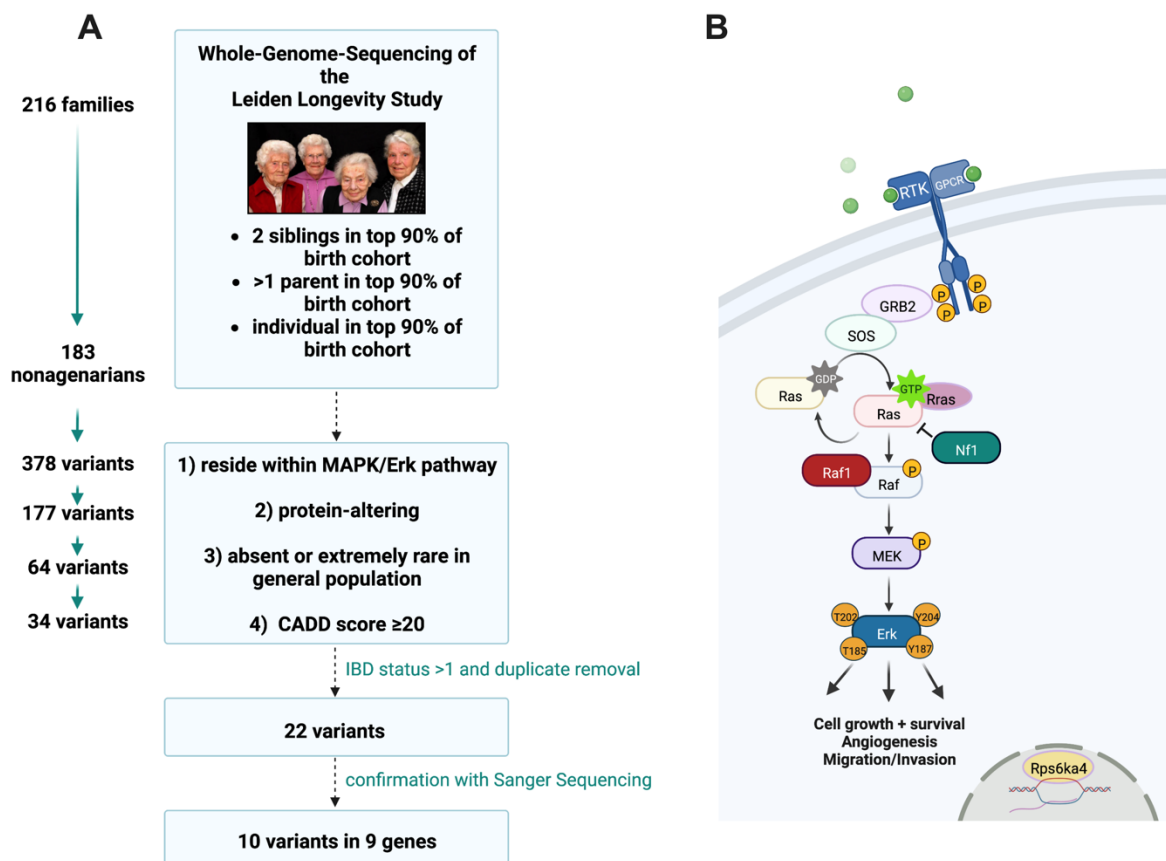 A
Whole-Genome-Sequencing of
the
Leiden Longevity Study
• 2 siblings in top 90% of
birth cohort
• >1 parent in top 90% of
birth cohort
• individual in top 90% of
birth cohort
216 families
183
nonagenarians
378 variants
177 variants
64 variants
34 variants
1) reside within MAPK/Erk pathway
2) protein-altering
3) absent or extremely rare in
general population
4) CADD score ≥20
IBD status >1 and duplicate removal
22 variants
confirmation with Sanger Sequencing
10 variants in 9 genes
B
RTK
GPCR
P
P
P
P
GRB2
SOS
GDP
Ras
GTP
Ras
Rras
Nf1
Raf1
Raf
P
MEK
P
T202
Y204
Erk
T185
Y187
Cell growth + survival
Angiogenesis
Migration/Invasion
Rps6ka4